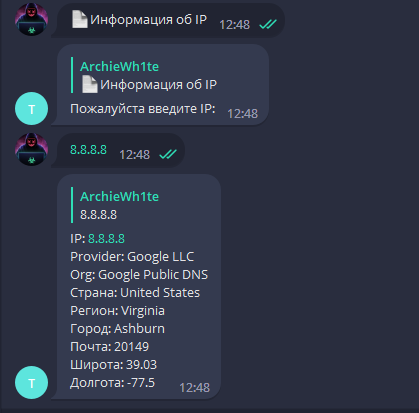 Информация об IP 12:48
ArchieWh1te
Информация об IP
Пожалуйста введите IP: 12:48
T
8.8.8.8 12:48
ArchieWh1te
8.8.8.8
IP: 8.8.8.8
Provider: Google LLC
Org: Google Public DNS
Страна: United States
Регион: Virginia
Город: Ashburn
Почта: 20149
Широта: 39.03
Долгота: -77.5 12:48
T